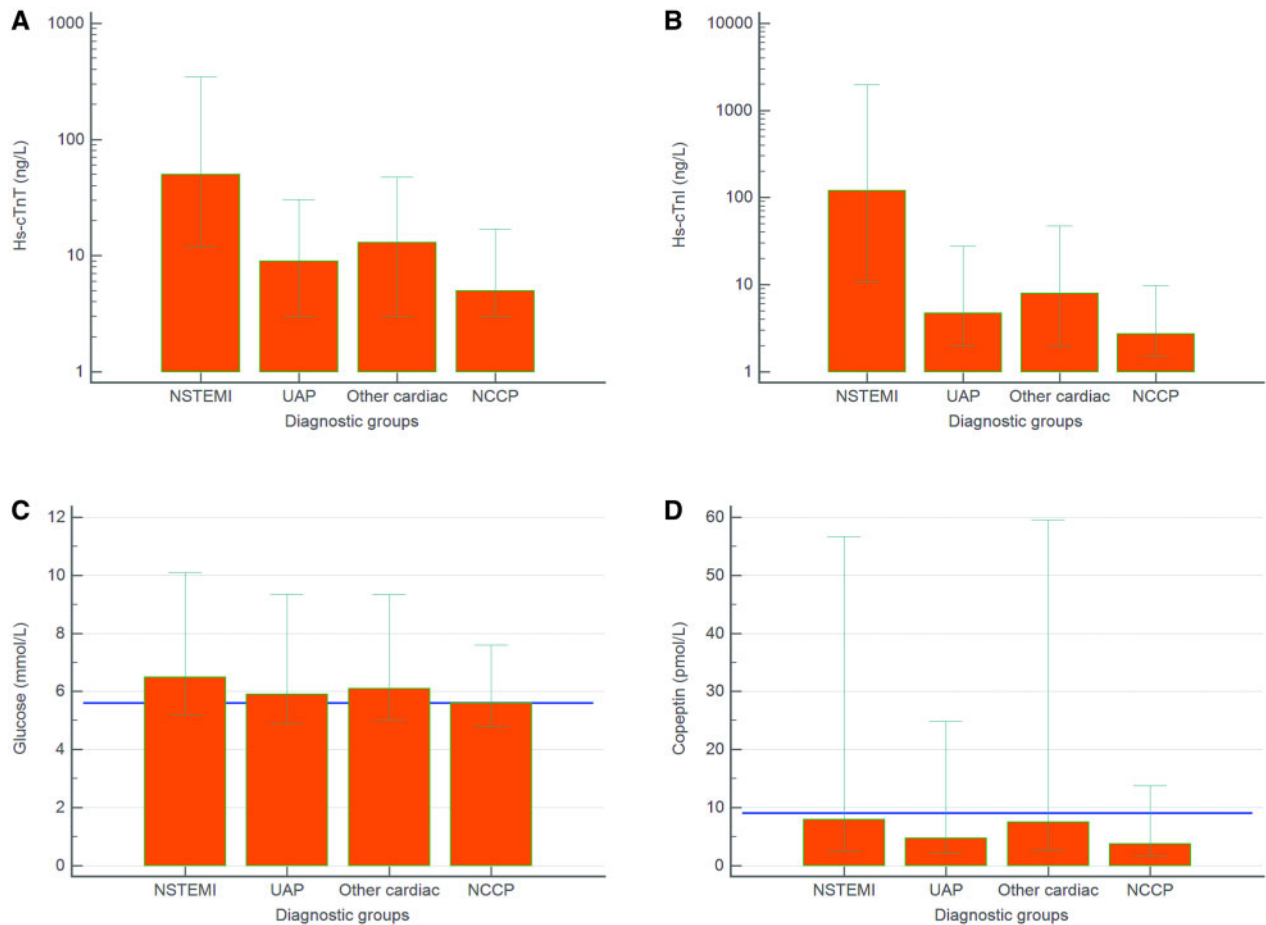 A
1000
100
10
1
Hs-cTnT (ng/L)
NSTEMI UAP Other cardiac NCCP
Diagnostic groups
B
10000
1000
100
10
1
Hs-cTnI (ng/L)
NSTEMI UAP Other cardiac NCCP
Diagnostic groups
C
12
10
8
6
4
2
0
Glucose (mmol/L)
NSTEMI UAP Other cardiac NCCP
Diagnostic groups
D
60
50
40
30
20
10
0
Copeptin (pmol/L)
NSTEMI UAP Other cardiac NCCP
Diagnostic groups